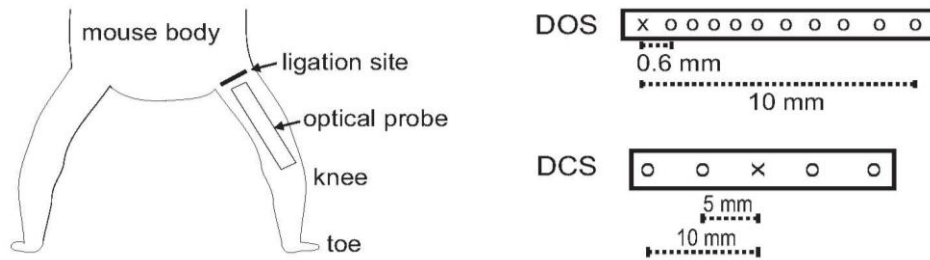 mouse body
ligation site
optical probe
knee
toe
DOS
x o o o o o o o o o o
0.6 mm
10 mm
DCS
o o x o o
5 mm
10 mm